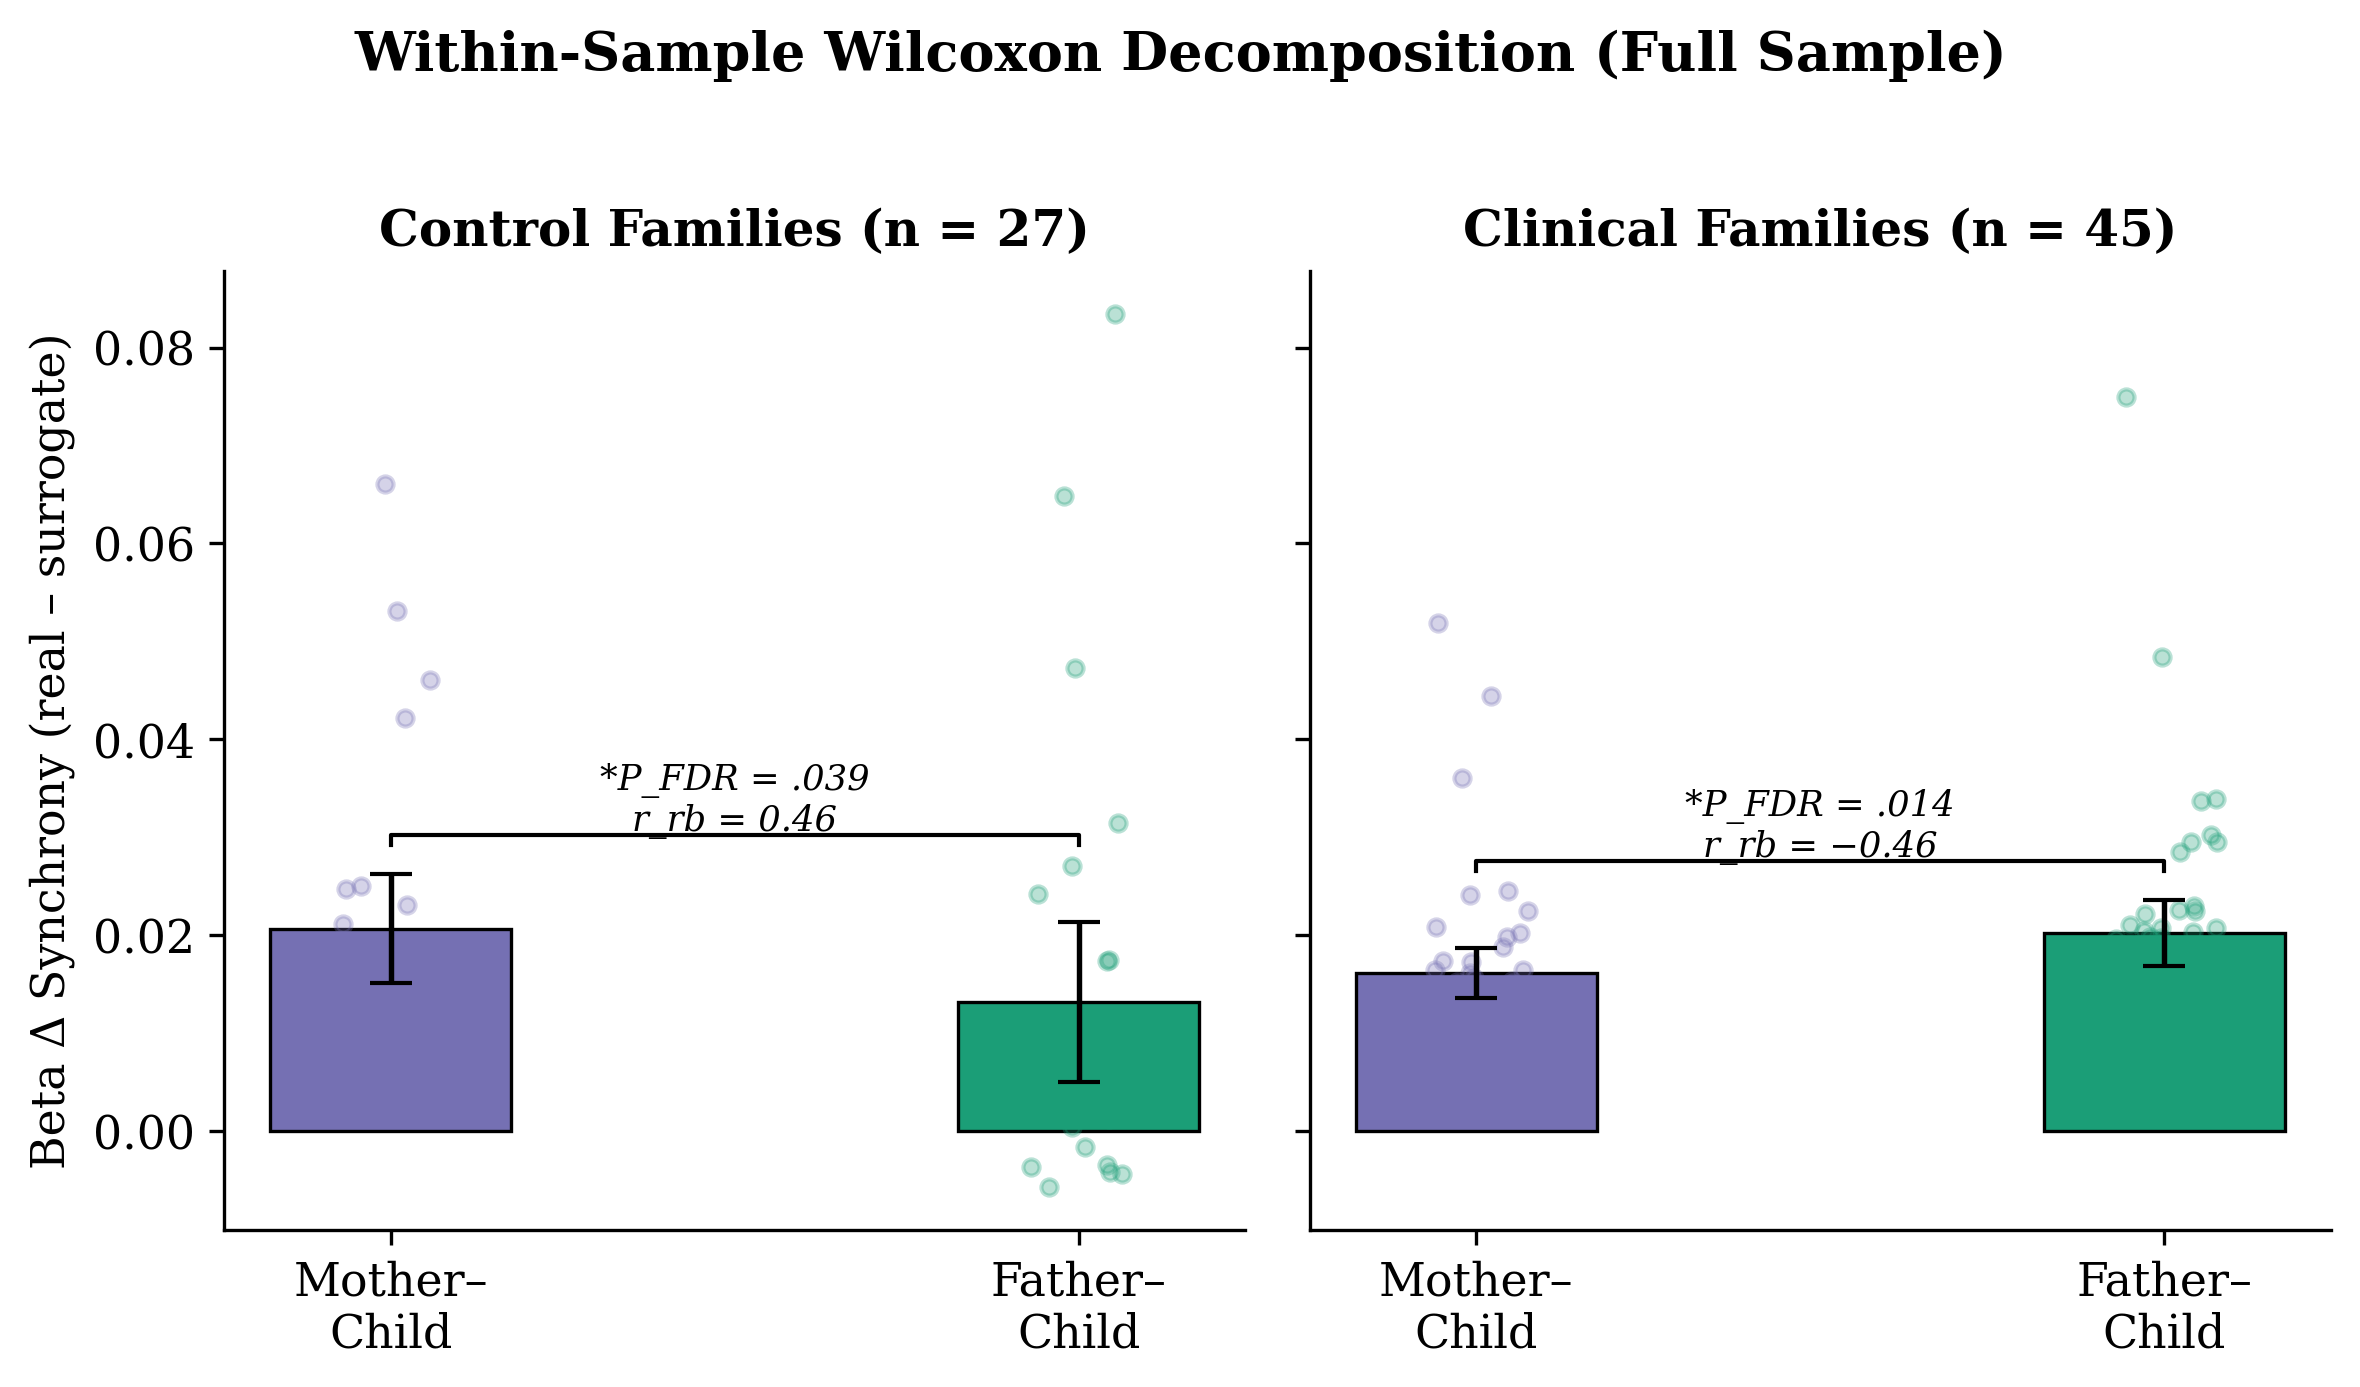 Within-Sample Wilcoxon Decomposition (Full Sample)
Control Families (n = 27)
Clinical Families (n = 45)
Beta Δ Synchrony (real – surrogate)
0.08
0.06
0.04
0.02
0.00
*P_FDR = .039
r_rb = 0.46
*P_FDR = .014
r_rb = −0.46
Mother–
Child
Father–
Child
Mother–
Child
Father–
Child